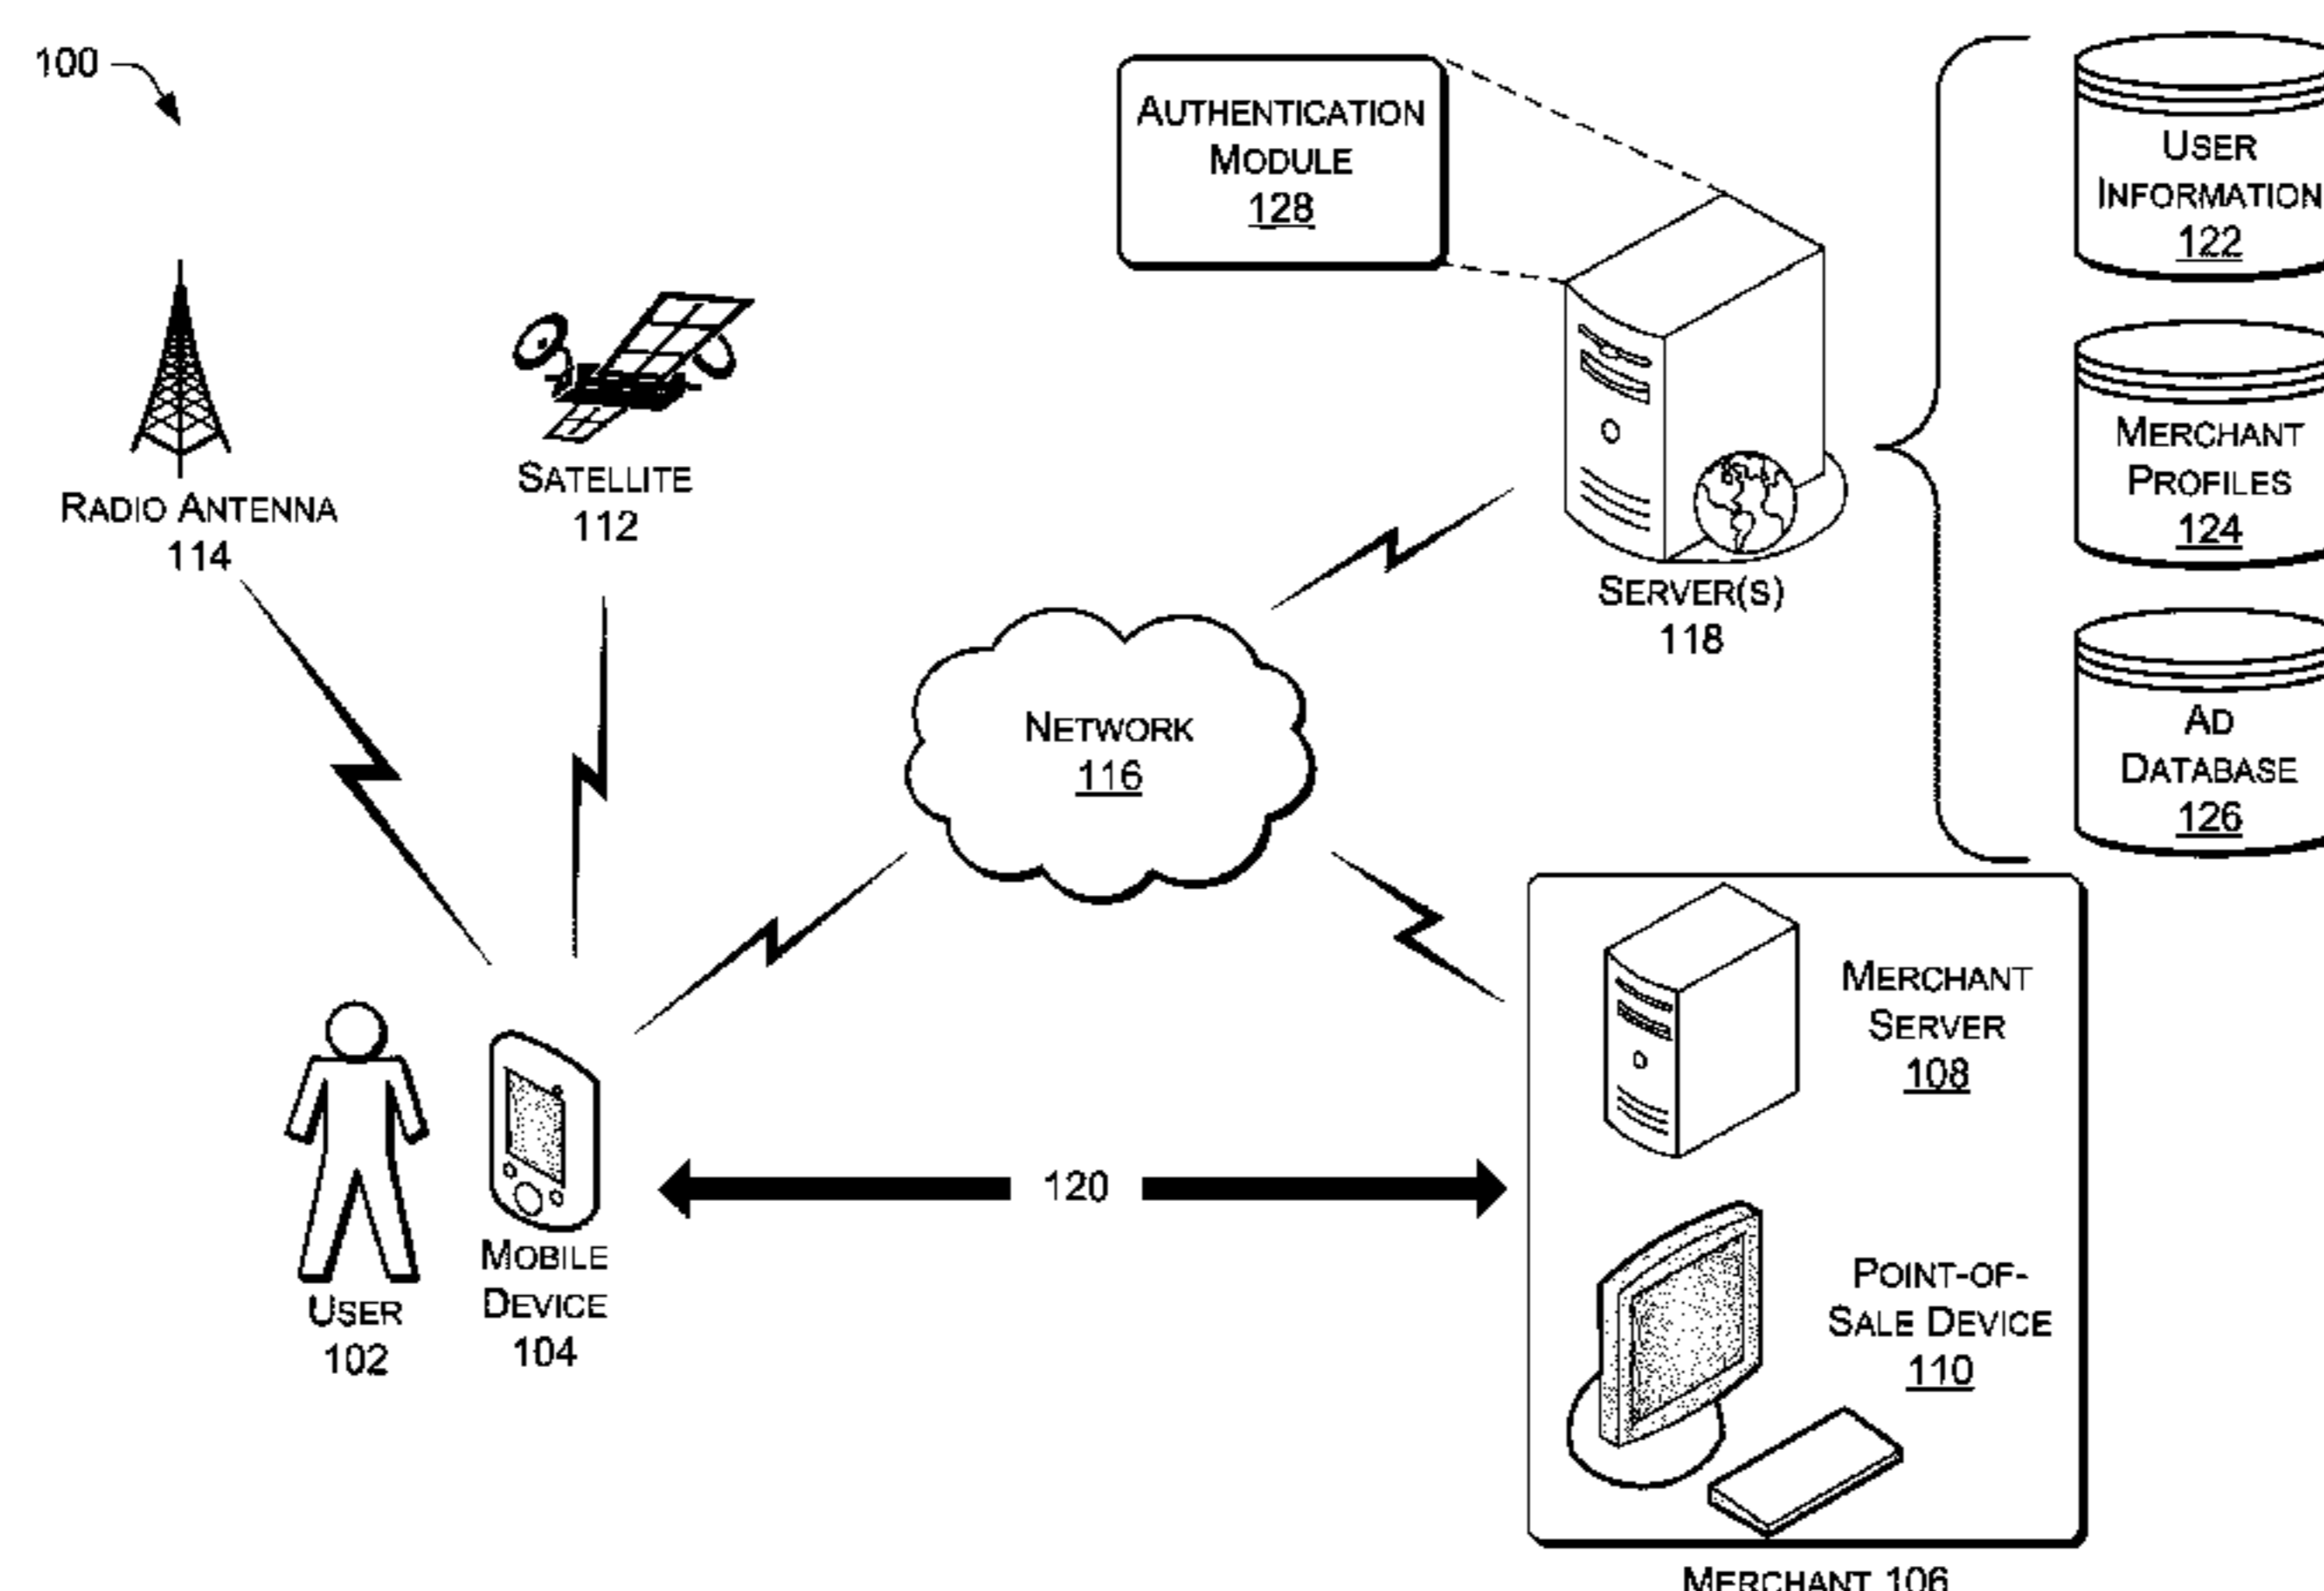 100
AUTHENTICATION
MODULE
128
USER
INFORMATION
122
RADIO ANTENNA
114
SATELLITE
112
SERVER(S)
118
MERCHANT
PROFILES
124
NETWORK
116
AD
DATABASE
126
USER
102
MOBILE
DEVICE
104
120
MERCHANT
SERVER
108
POINT-OF-
SALE DEVICE
110
MERCHANT 106